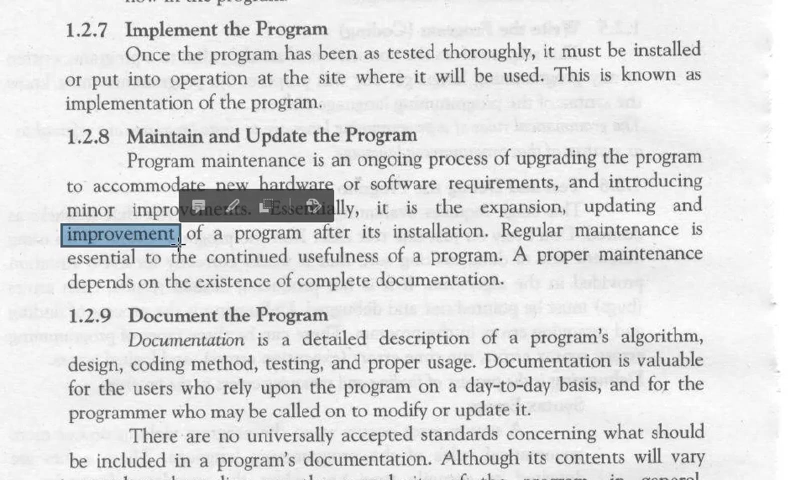 1.2.7 Implement the Program
Once the program has been as tested thoroughly, it must be installed
or put into operation at the site where it will be used. This is known as
implementation of the program.
1.2.8 Maintain and Update the Program
Program maintenance is an ongoing process of upgrading the program
to accommodate new hardware or software requirements, and introducing
minor improvements. Essentially, it is the expansion, updating and
improvement, of a program after its installation. Regular maintenance is
essential to the continued usefulness of a program. A proper maintenance
depends on the existence of complete documentation.
1.2.9 Document the Program
Documentation is a detailed description of a program's algorithm,
design, coding method, testing, and proper usage. Documentation is valuable
for the users who rely upon the program on a day-to-day basis, and for the
programmer who may be called on to modify or update it.
There are no universally accepted standards concerning what should
be included in a program's documentation. Although its contents will vary